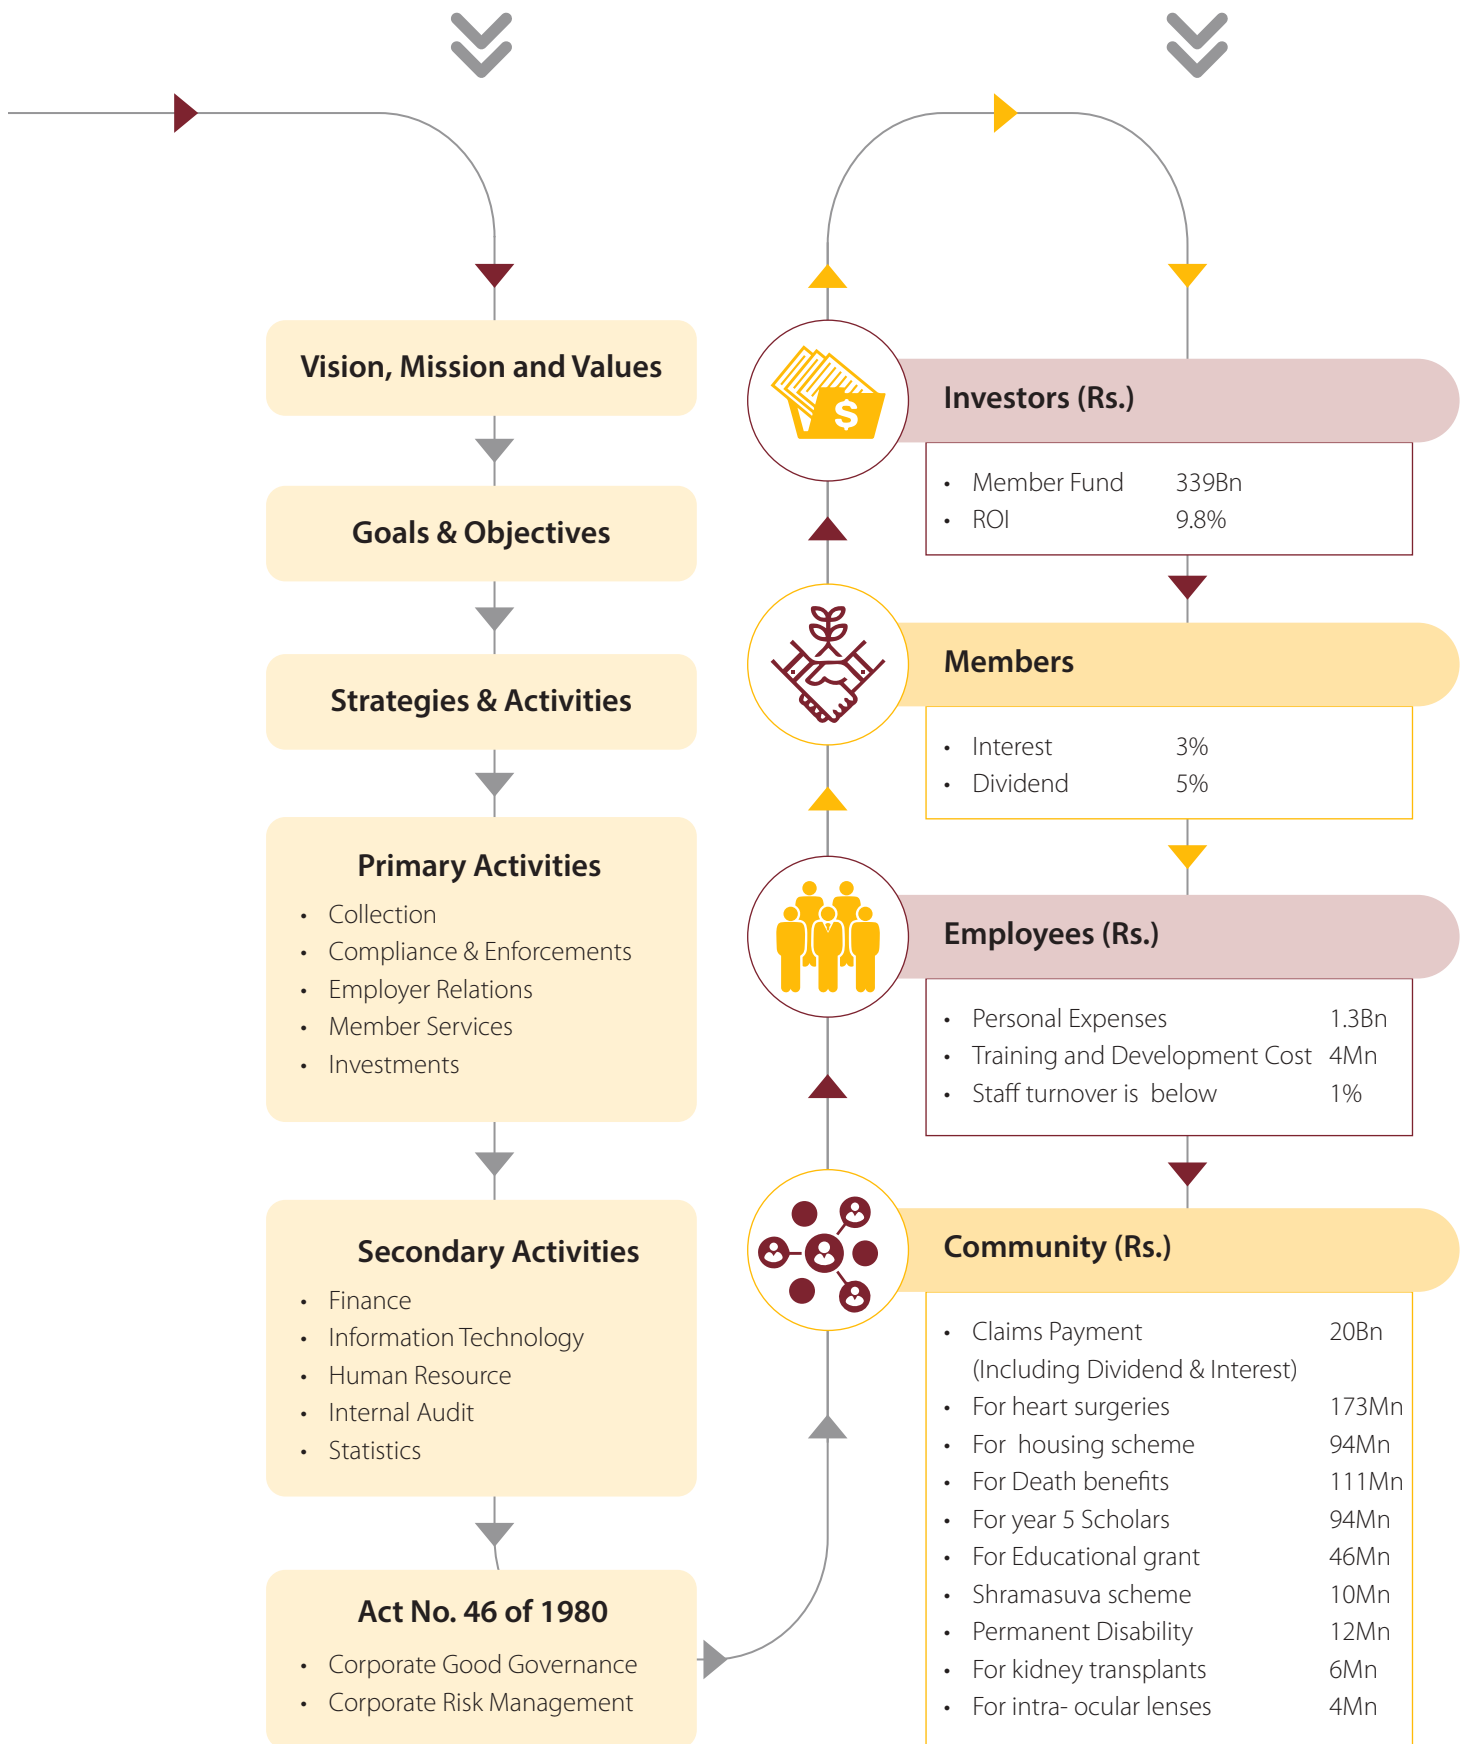 Vision, Mission and Values
Goals & Objectives
Strategies & Activities
Primary Activities
• Collection
• Compliance & Enforcements
• Employer Relations
• Member Services
• Investments
Secondary Activities
• Finance
• Information Technology
• Human Resource
• Internal Audit
• Statistics
Act No. 46 of 1980
• Corporate Good Governance
• Corporate Risk Management
$
Investors (Rs.)
• Member Fund 339Bn
• ROI 9.8%
Members
• Interest 3%
• Dividend 5%
Employees (Rs.)
• Personal Expenses 1.3Bn
• Training and Development Cost 4Mn
• Staff turnover is below 1%
Community (Rs.)
• Claims Payment 20Bn
(Including Dividend & Interest)
• For heart surgeries 173Mn
• For housing scheme 94Mn
• For Death benefits 111Mn
• For year 5 Scholars 94Mn
• For Educational grant 46Mn
• Shramasuva scheme 10Mn
• Permanent Disability 12Mn
• For kidney transplants 6Mn
• For intra- ocular lenses 4Mn